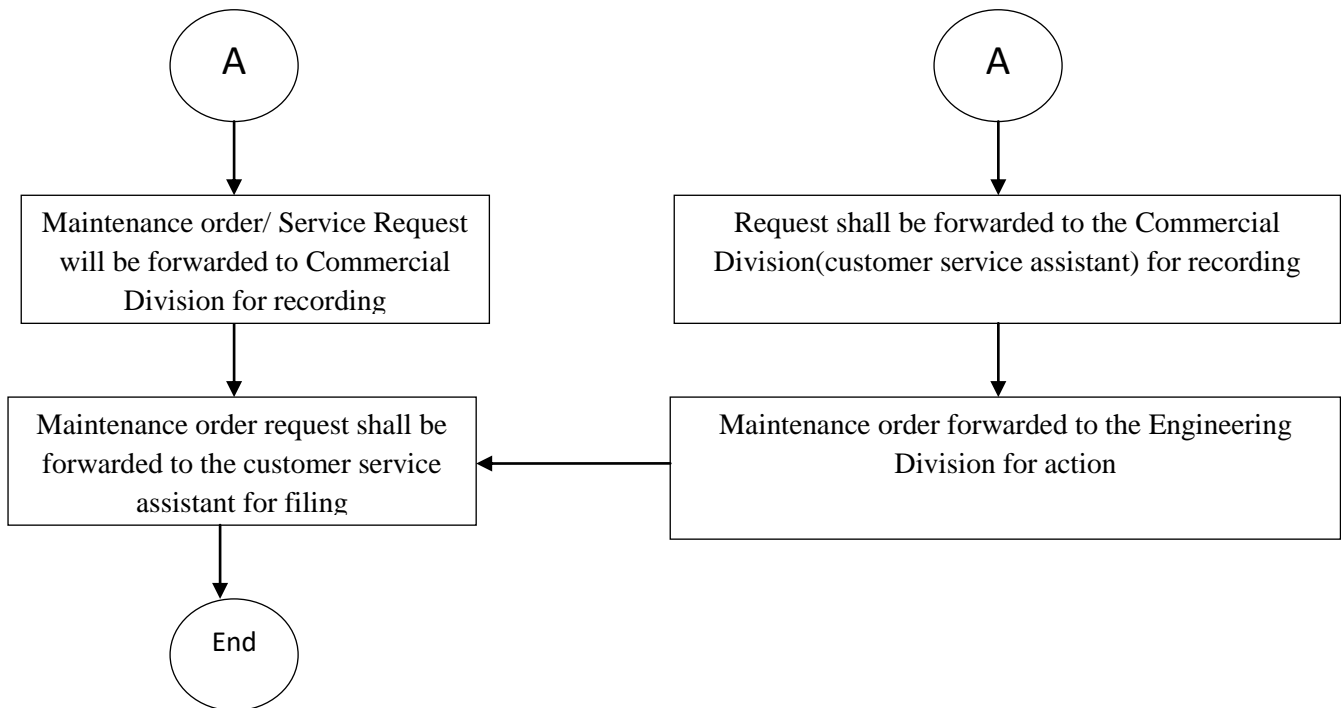 A
A
Maintenance order/ Service Request
will be forwarded to Commercial
Division for recording
Request shall be forwarded to the Commercial
Division(customer service assistant) for recording
Maintenance order request shall be
forwarded to the customer service
assistant for filing
Maintenance order forwarded to the Engineering
Division for action
End